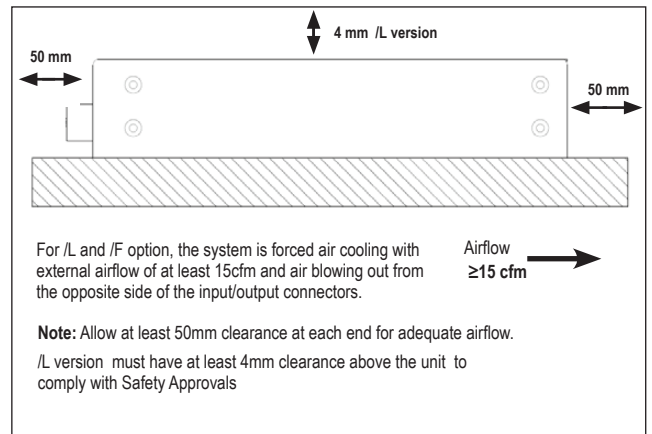 4 mm /L version
50 mm
50 mm
For /L and /F option, the system is forced air cooling with
external airflow of at least 15cfm and air blowing out from
the opposite side of the input/output connectors.
Airflow
≥15 cfm
Note: Allow at least 50mm clearance at each end for adequate airflow.
/L version must have at least 4mm clearance above the unit to
comply with Safety Approvals